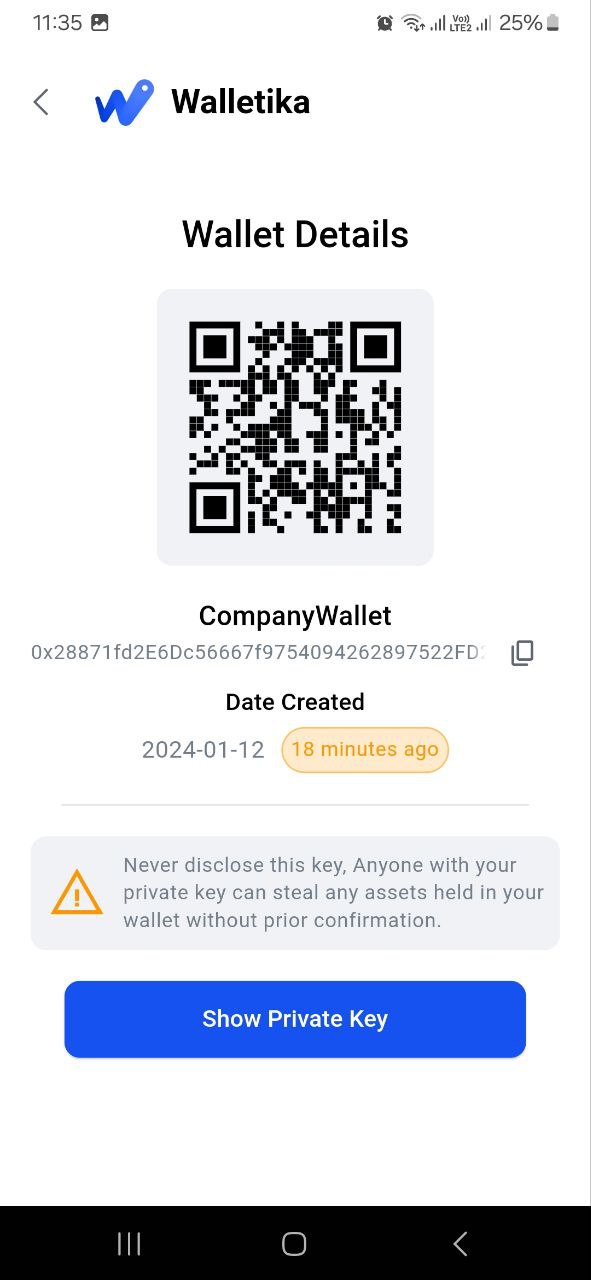 11:35 Vo)) LTE2 25%
Walletika
Wallet Details
CompanyWallet
0x28871fd2E6Dc56667f9754094262897522FD
Date Created
2024-01-12 18 minutes ago
Never disclose this key, Anyone with your
private key can steal any assets held in your
wallet without prior confirmation.
Show Private Key